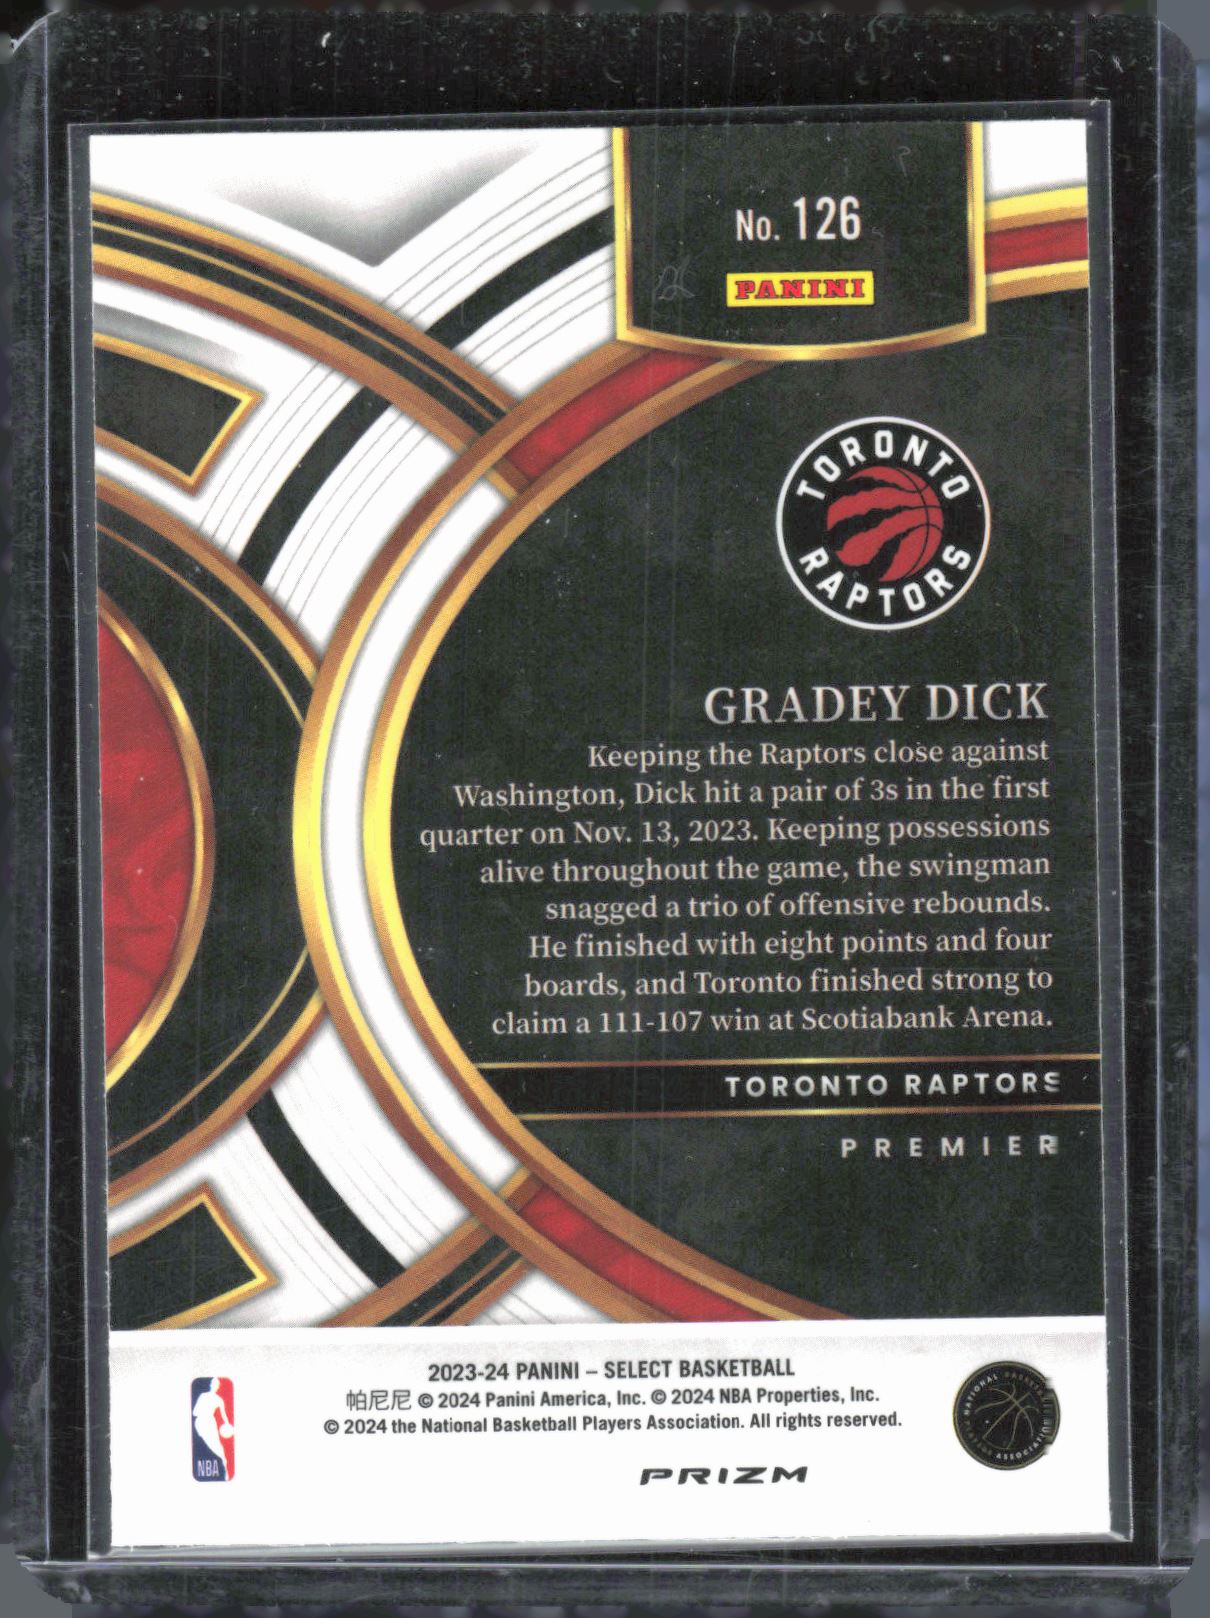 No. 126
PANINI
TORONTO
RAPTORS
GRADEY DICK
Keeping the Raptors close against
Washington, Dick hit a pair of 3s in the first
quarter on Nov. 13, 2023. Keeping possessions
alive throughout the game, the swingman
snagged a trio of offensive rebounds.
He finished with eight points and four
boards, and Toronto finished strong to
claim a 111-107 win at Scotiabank Arena.
TORONTO RAPTORS
PREMIER
2023-24 PANINI – SELECT BASKETBALL
帕尼尼 © 2024 Panini America, Inc. © 2024 NBA Properties, Inc.
© 2024 the National Basketball Players Association. All rights reserved.
NBA
NATIONAL BASKETBALL
PLAYERS ASSOCIATION
PRIZM